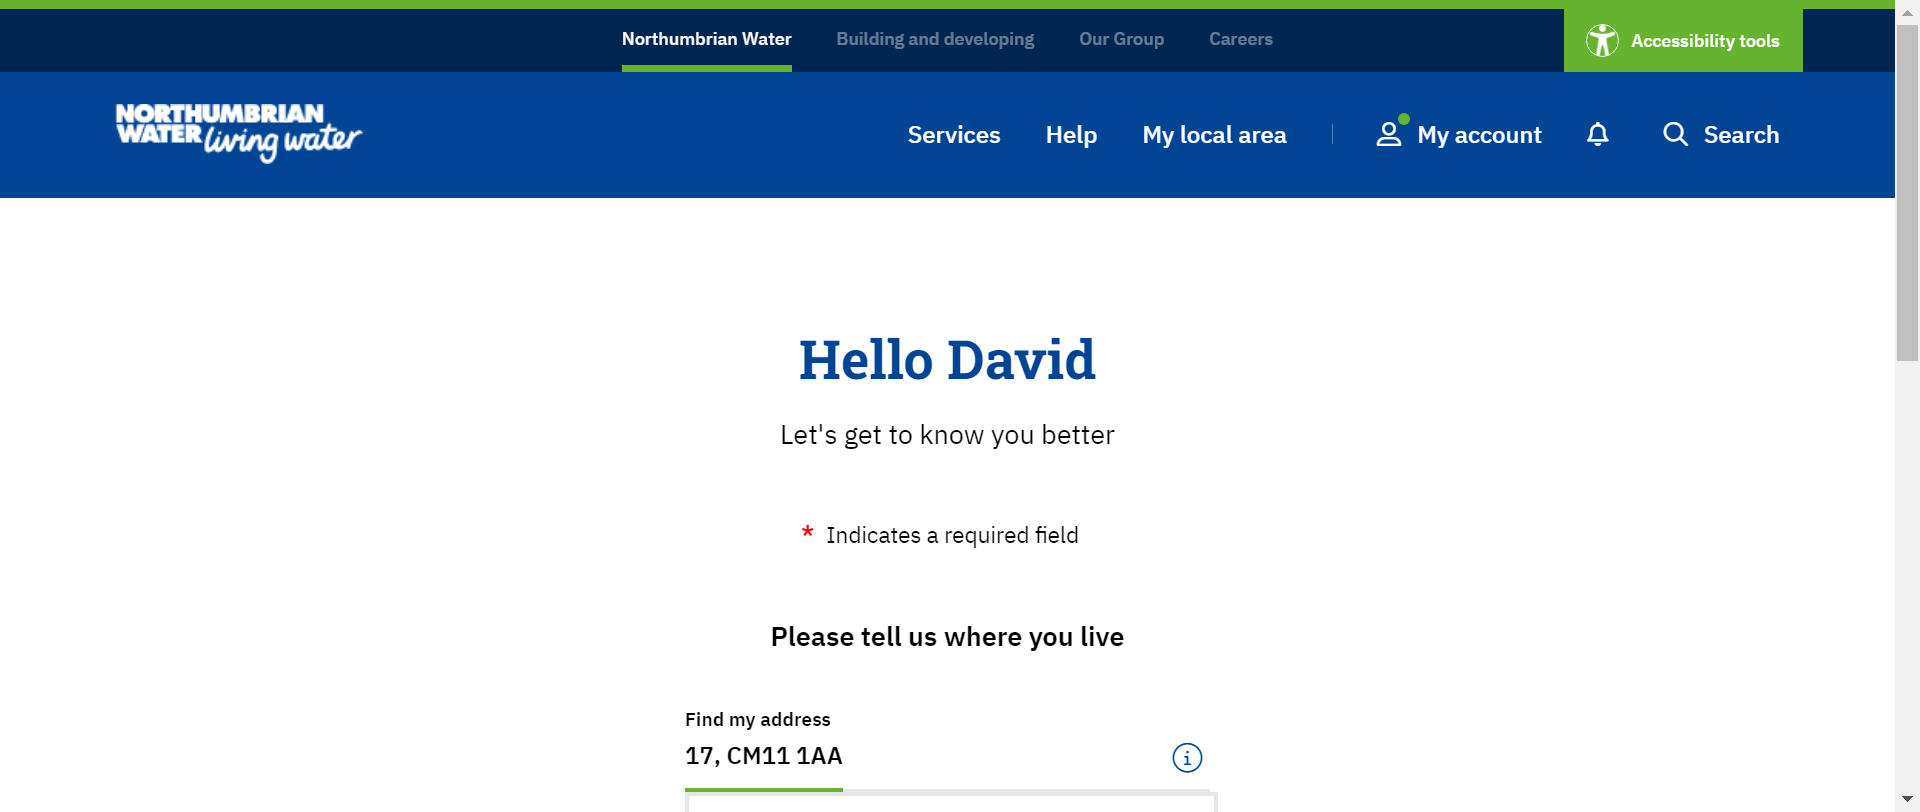 Northumbrian Water Building and developing Our Group Careers Accessibility tools
NORTHUMBRIAN
WATER living water
Services Help My local area My account Search
Hello David
Let's get to know you better
* Indicates a required field
Please tell us where you live
Find my address
17, CM11 1AA